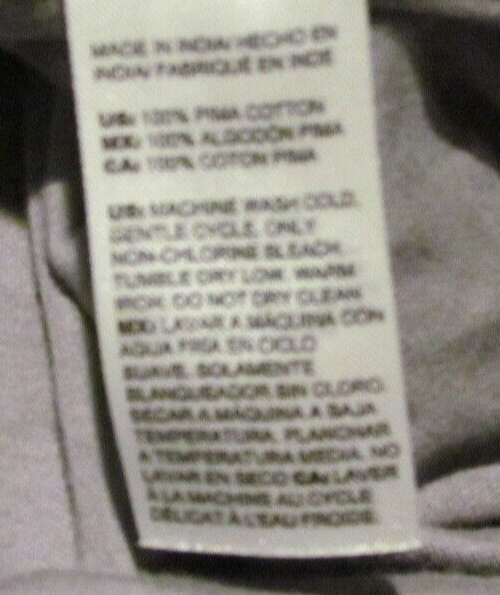 MADE IN INDIA/ HECHO EN
INDIA/ FABRIQUÉ EN INDE
US: 100% PIMA COTTON
MX: 100% ALGODÓN PIMA
CA: 100% COTON PIMA
US: MACHINE WASH COLD,
GENTLE CYCLE, ONLY
NON-CHLORINE BLEACH,
TUMBLE DRY LOW, WARM
IRON, DO NOT DRY CLEAN
MX: LAVAR A MÁQUINA CON
AGUA FRIA EN CICLO
SUAVE, SOLAMENTE
BLANQUEADOR SIN CLORO,
SECAR A MÁQUINA A BAJA
TEMPERATURA, PLANCHAR
A TEMPERATURA MEDIA, NO
LAVAR EN SECO CA: LAVER
À LA MACHINE AU CYCLE
DÉLICAT À L'EAU FROIDE,